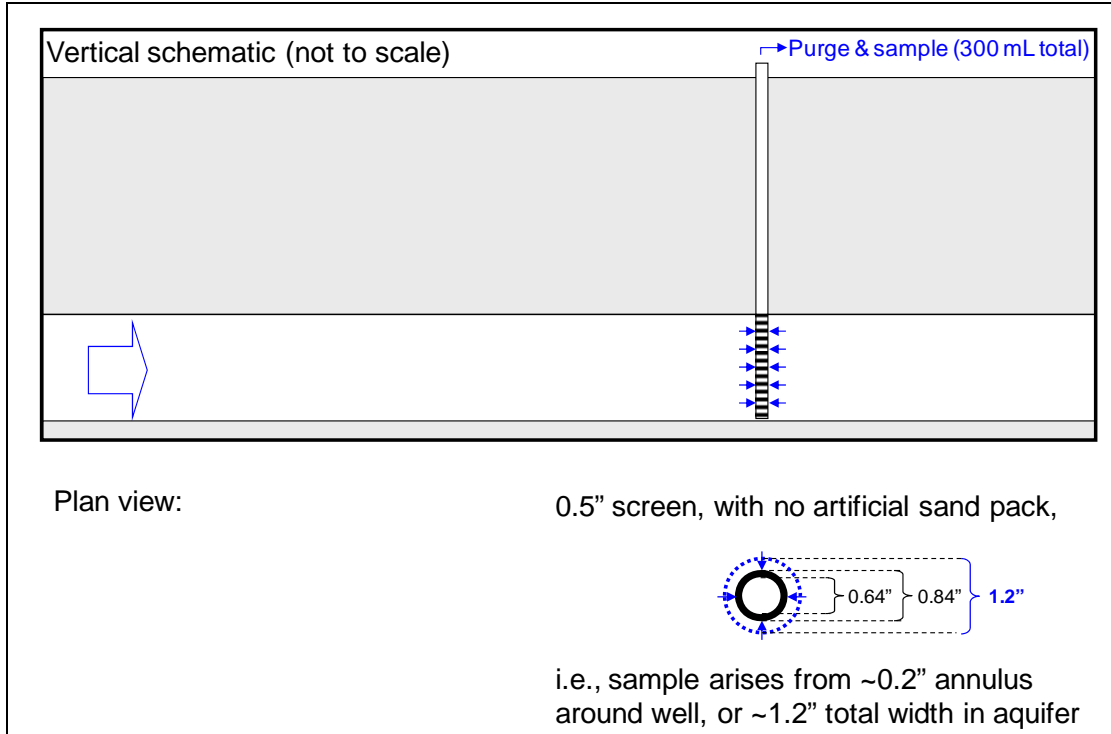 Vertical schematic (not to scale)
Purge & sample (300 mL total)
Plan view:
0.5” screen, with no artificial sand pack,
0.64” 0.84” 1.2”
i.e., sample arises from ~0.2” annulus
around well, or ~1.2” total width in aquifer